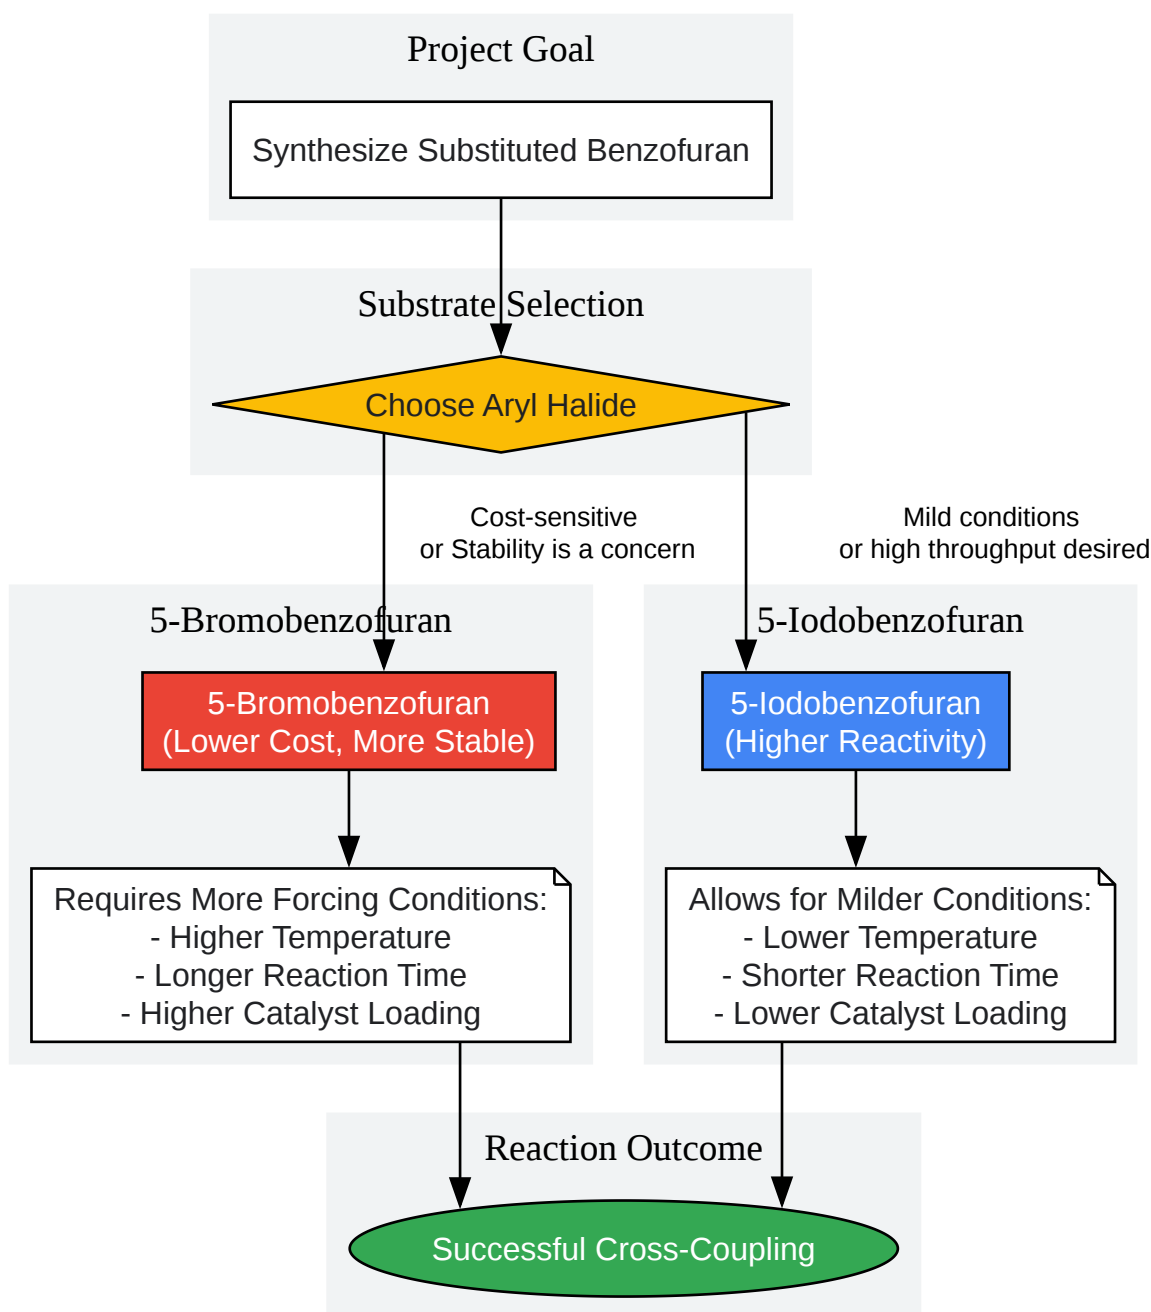 Project Goal
Synthesize Substituted Benzofuran
Substrate Selection
Choose Aryl Halide
Cost-sensitive
or Stability is a concern
Mild conditions
or high throughput desired
5-Bromobenzofuran
5-Bromobenzofuran
(Lower Cost, More Stable)
Requires More Forcing Conditions:
- Higher Temperature
- Longer Reaction Time
- Higher Catalyst Loading
5-Iodobenzofuran
5-Iodobenzofuran
(Higher Reactivity)
Allows for Milder Conditions:
- Lower Temperature
- Shorter Reaction Time
- Lower Catalyst Loading
Reaction Outcome
Successful Cross-Coupling